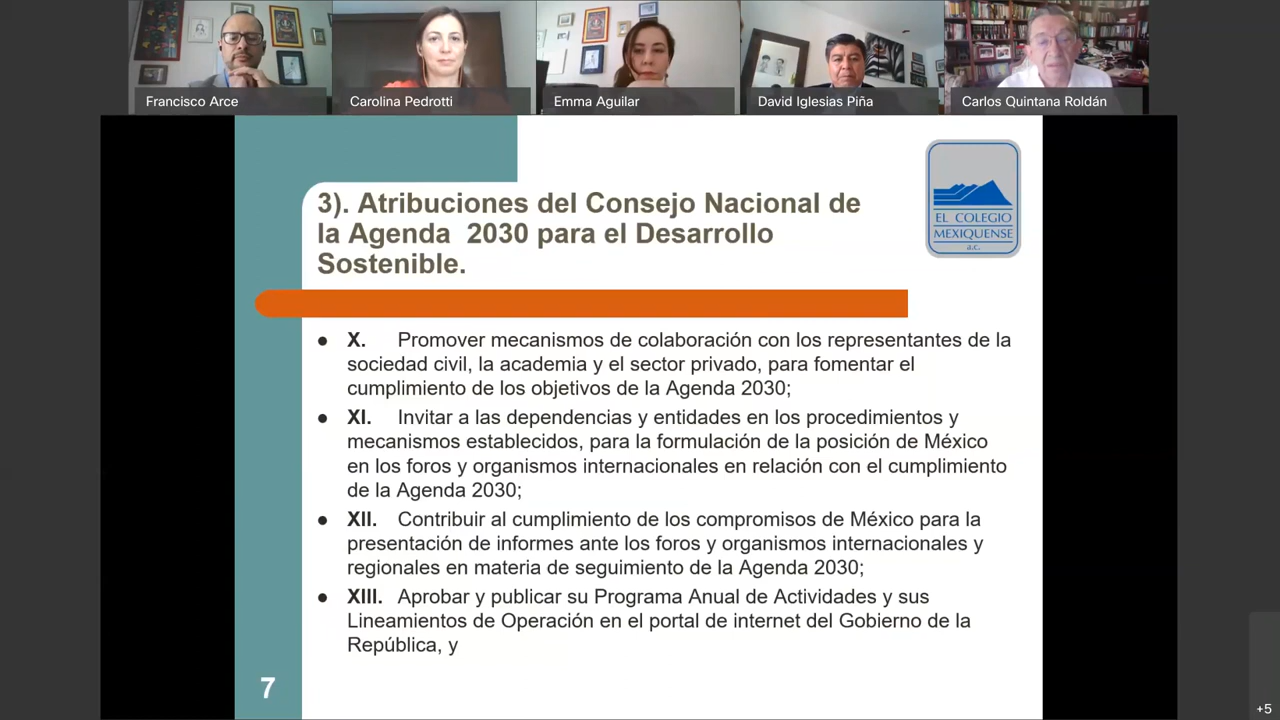 Francisco Arce
Carolina Pedrotti
Emma Aguilar
David Iglesias Piña
Carlos Quintana Roldán
3). Atribuciones del Consejo Nacional de
la Agenda  2030 para el Desarrollo
Sostenible.
EL COLEGIO
MEXIQUENSE
a.c.
● X. Promover mecanismos de colaboración con los representantes de la
sociedad civil, la academia y el sector privado, para fomentar el
cumplimiento de los objetivos de la Agenda 2030;
● XI. Invitar a las dependencias y entidades en los procedimientos y
mecanismos establecidos, para la formulación de la posición de México
en los foros y organismos internacionales en relación con el cumplimiento
de la Agenda 2030;
● XII. Contribuir al cumplimiento de los compromisos de México para la
presentación de informes ante los foros y organismos internacionales y
regionales en materia de seguimiento de la Agenda 2030;
● XIII. Aprobar y publicar su Programa Anual de Actividades y sus
Lineamientos de Operación en el portal de internet del Gobierno de la
República, y
7
+5